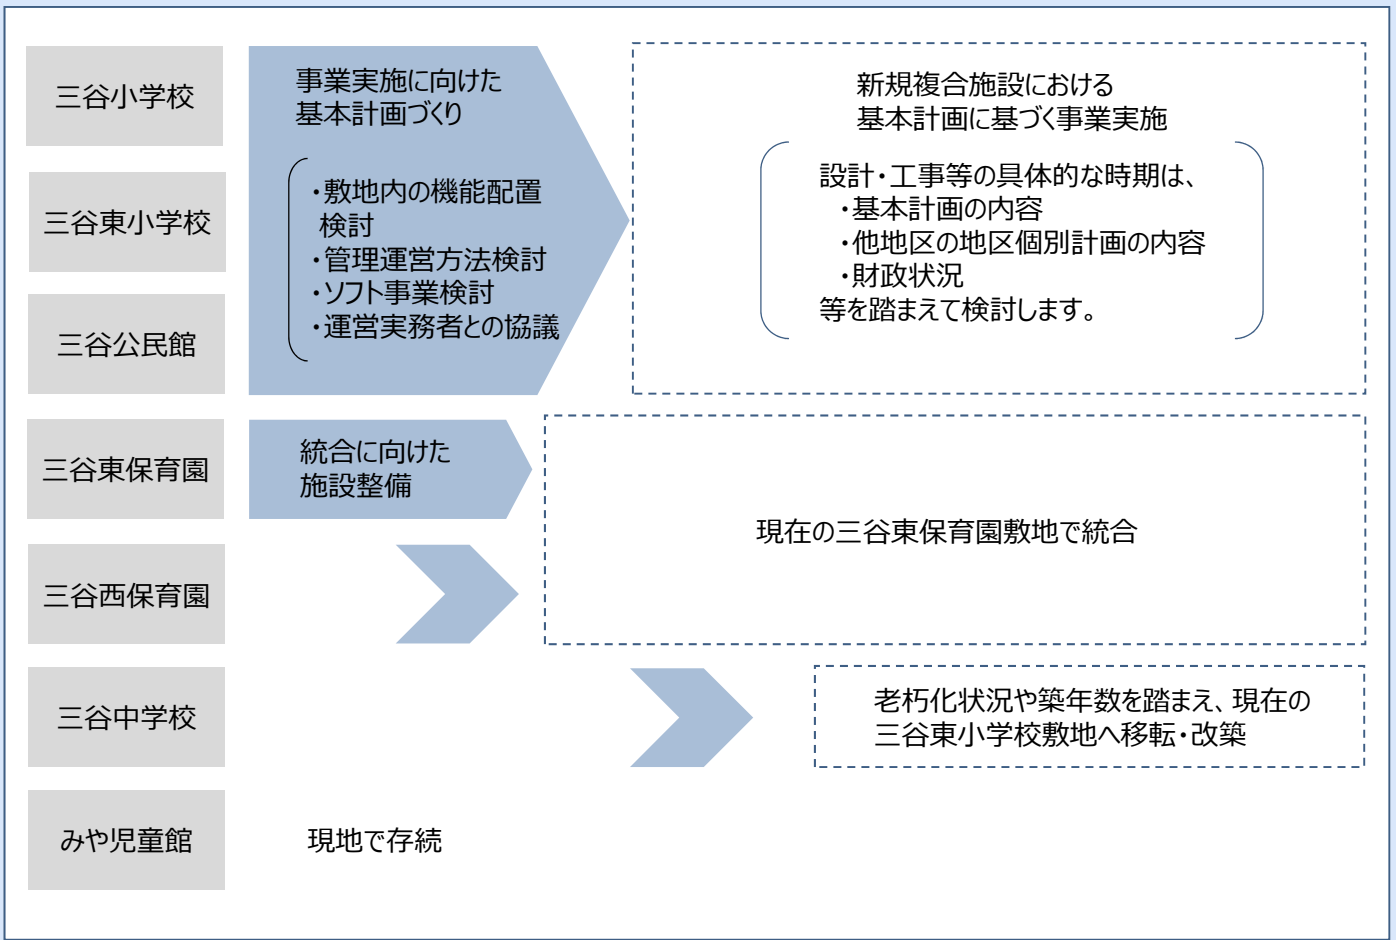 三谷小学校
三谷東小学校
三谷公民館
事業実施に向けた
基本計画づくり
・敷地内の機能配置
検討
・管理運営方法検討
・ソフト事業検討
・運営実務者との協議
新規複合施設における
基本計画に基づく事業実施
設計・工事等の具体的な時期は、
・基本計画の内容
・他地区の地区個別計画の内容
・財政状況
等を踏まえて検討します。
三谷東保育園
統合に向けた
施設整備
三谷西保育園
現在の三谷東保育園敷地で統合
三谷中学校
老朽化状況や築年数を踏まえ、現在の
三谷東小学校敷地へ移転・改築
みや児童館
現地で存続